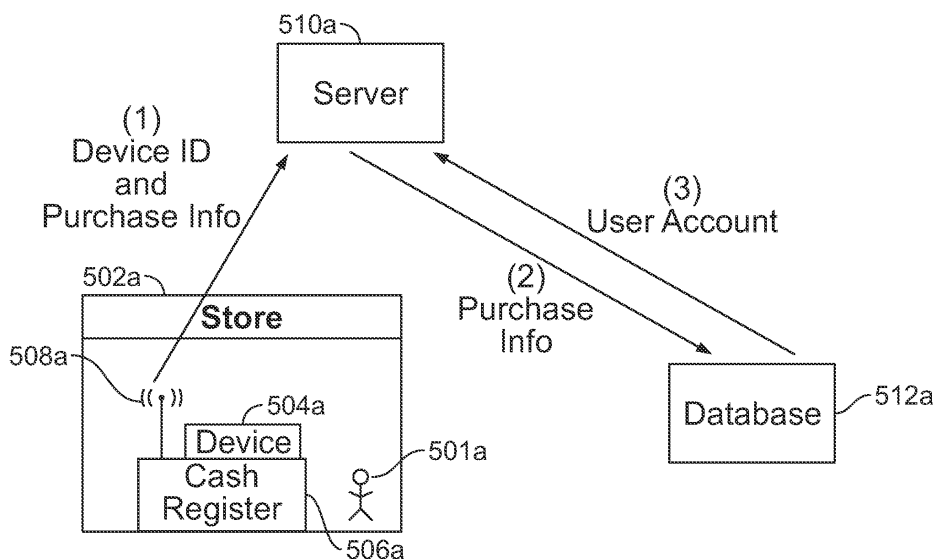 510a
Server
(1)
Device ID
and
Purchase Info
(3)
User Account
(2)
Purchase
Info
502a
Store
508a
504a
Device
Cash
Register
501a
506a
Database
512a